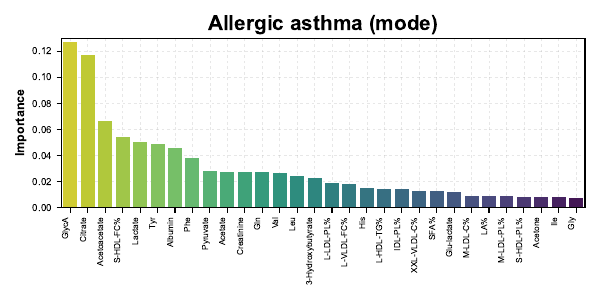 Allergic asthma (mode)
Importance
0.12
0.10
0.08
0.06
0.04
0.02
0.00
GlycA
Citrate
Acetoacetate
S-HDL-FC%
Lactate
Tyr
Albumin
Phe
Pyruvate
Acetate
Creatinine
Gln
Val
Leu
3-Hydroxybutyrate
L-LDL-PL%
L-VLDL-FC%
His
L-HDL-TG%
IDL-PL%
XXL-VLDL-C%
SFA%
Glu-lactate
M-LDL-C%
LA%
M-LDL-PL%
S-HDL-PL%
Acetone
Ile
Gly